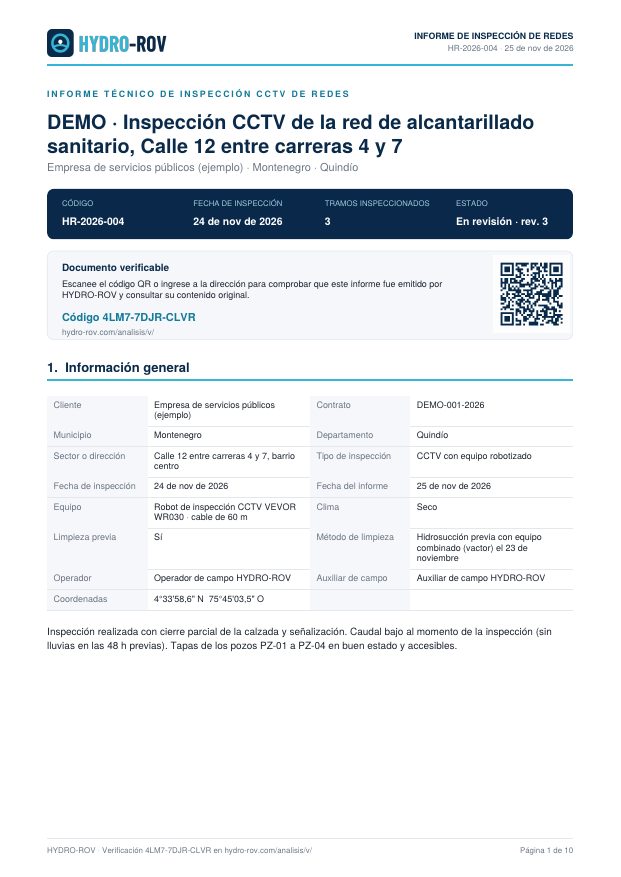 HYDRO-ROV
INFORME DE INSPECCIÓN DE REDES
HR-2026-004 · 25 de nov de 2026
INFORME TÉCNICO DE INSPECCIÓN CCTV DE REDES
DEMO · Inspección CCTV de la red de alcantarillado
sanitario, Calle 12 entre carreras 4 y 7
Empresa de servicios públicos (ejemplo) · Montenegro · Quindío
CÓDIGO FECHA DE INSPECCIÓN TRAMOS INSPECCIONADOS ESTADO
HR-2026-004 24 de nov de 2026 3 En revisión · rev. 3
Documento verificable
Escanee el código QR o ingrese a la dirección para comprobar que este informe fue emitido por
HYDRO-ROV y consultar su contenido original.
Código 4LM7-7DJR-CLVR
hydro-rov.com/analisis/v/
1. Información general
Cliente Empresa de servicios públicos Contrato DEMO-001-2026
(ejemplo)
Municipio Montenegro Departamento Quindío
Sector o dirección Calle 12 entre carreras 4 y 7, barrio Tipo de inspección CCTV con equipo robotizado
centro
Fecha de inspección 24 de nov de 2026 Fecha del informe 25 de nov de 2026
Equipo Robot de inspección CCTV VEVOR Clima Seco
WR030 · cable de 60 m
Limpieza previa Sí Método de limpieza Hidrosucción previa con equipo
combinado (vactor) el 23 de
noviembre
Operador Operador de campo HYDRO-ROV Auxiliar de campo Auxiliar de campo HYDRO-ROV
Coordenadas 4°33'58,6" N 75°45'03,5" O
Inspección realizada con cierre parcial de la calzada y señalización. Caudal bajo al momento de la inspección (sin
lluvias en las 48 h previas). Tapas de los pozos PZ-01 a PZ-04 en buen estado y accesibles.
HYDRO-ROV · Verificación 4LM7-7DJR-CLVR en hydro-rov.com/analisis/v/
Página 1 de 10